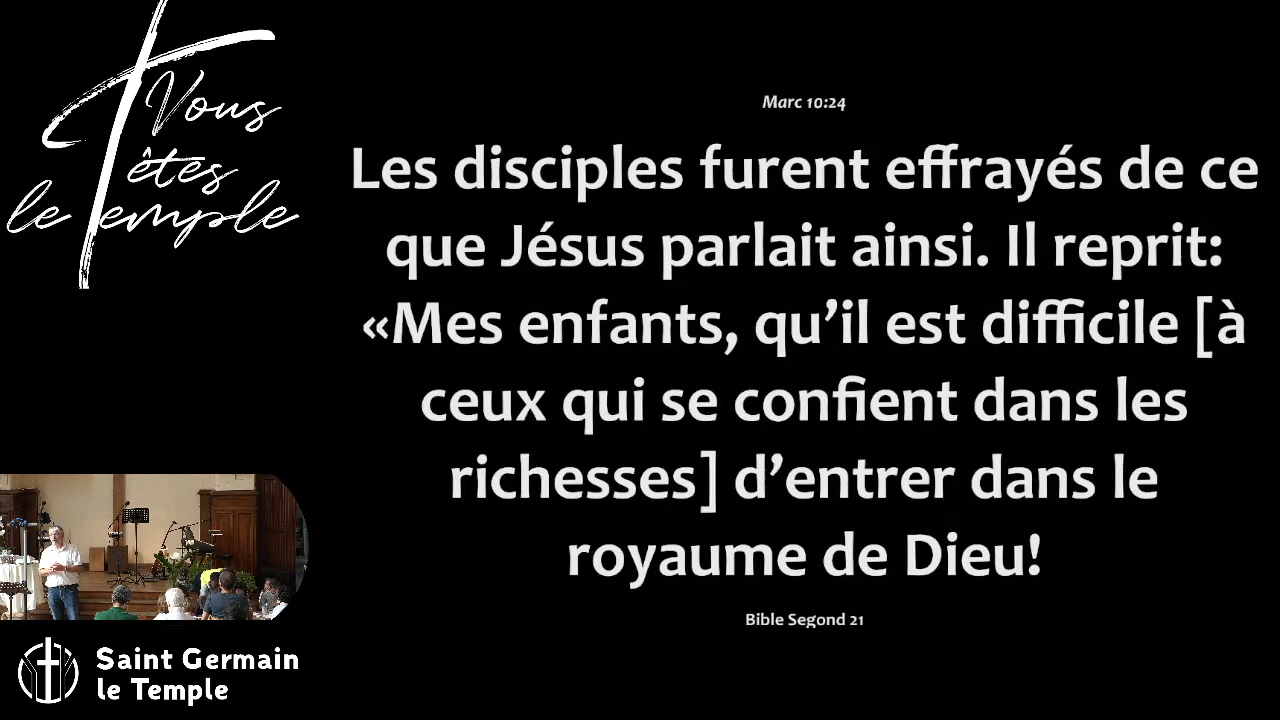 Vous
êtes
le Temple
Marc 10:24
Les disciples furent effrayés de ce
que Jésus parlait ainsi. Il reprit:
«Mes enfants, qu’il est difficile [à
ceux qui se confient dans les
richesses] d’entrer dans le
royaume de Dieu!
Bible Segond 21
Saint Germain
le Temple